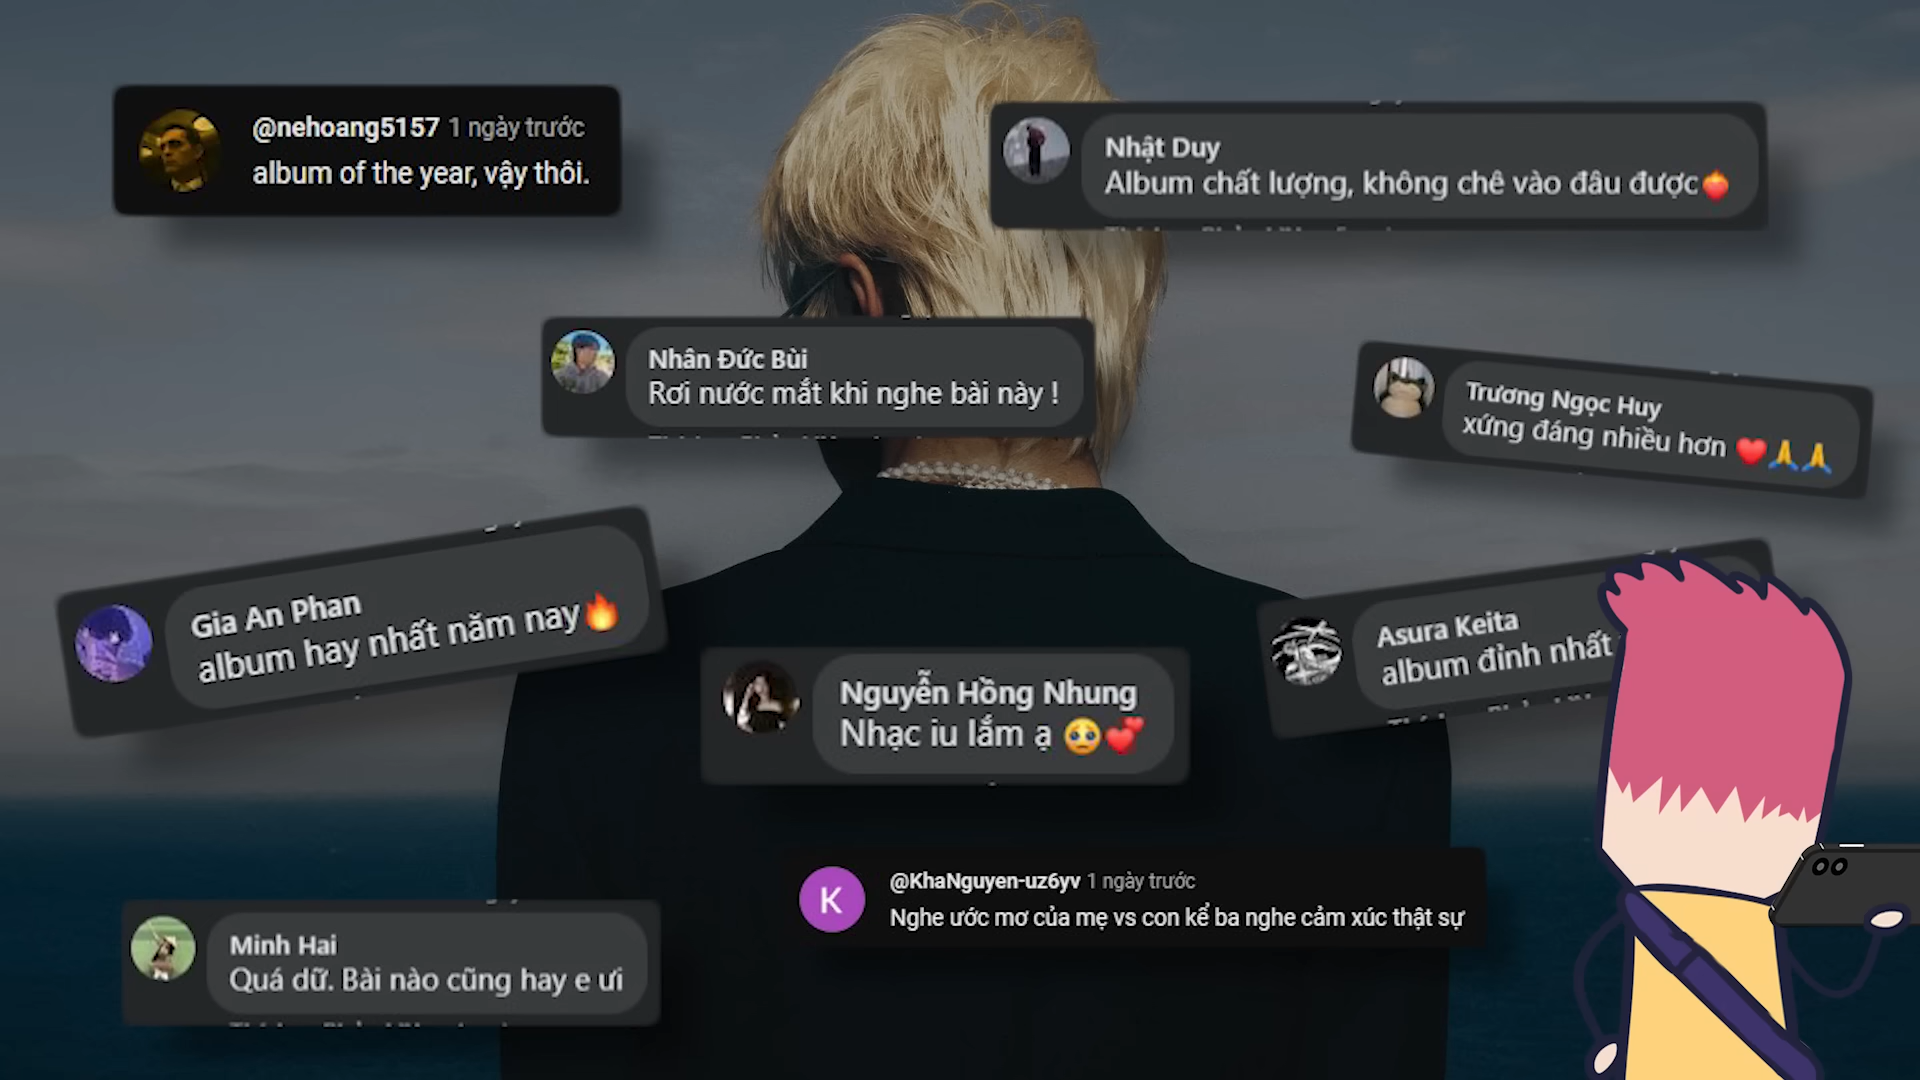 @nehoang5157 1 ngày trước
album of the year, vậy thôi.
Nhật Duy
Album chất lượng, không chê vào đâu được
Nhân Đức Bùi
Rơi nước mắt khi nghe bài này !
Trương Ngọc Huy
xứng đáng nhiều hơn
Gia An Phan
album hay nhất năm nay
Asura Keita
album đỉnh nhất
Nguyễn Hồng Nhung
Nhạc iu lắm ạ
K
@KhaNguyen-uz6yv 1 ngày trước
Nghe ước mơ của mẹ vs con kể ba nghe cảm xúc thật sự
Minh Hai
Quá dữ. Bài nào cũng hay e ưi